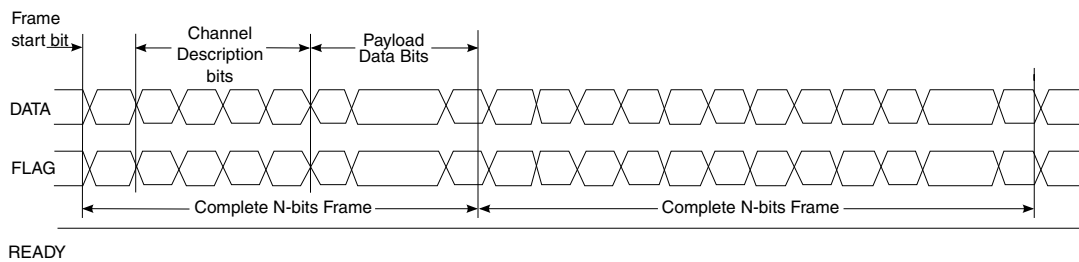 Frame
start bit
Channel
Description
bits
Payload
Data Bits
DATA
FLAG
Complete N-bits Frame
Complete N-bits Frame
READY